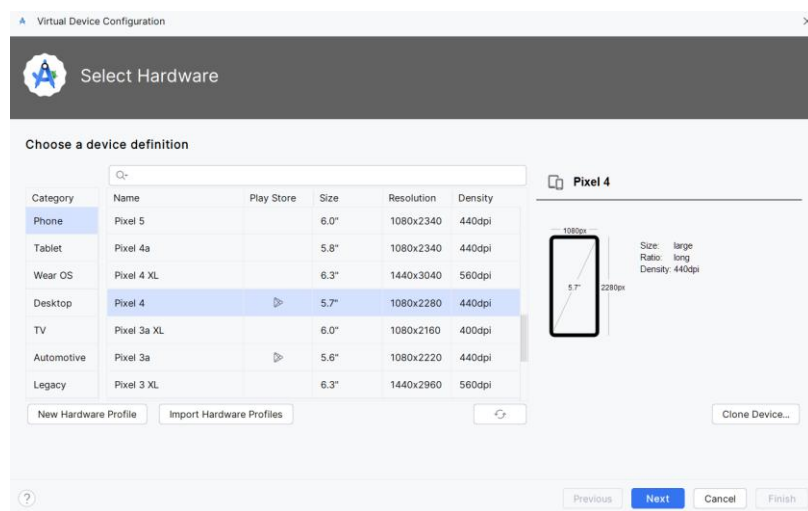 Virtual Device Configuration
Select Hardware
Choose a device definition
Category Name Play Store Size Resolution Density
Phone Pixel 5 6.0" 1080x2340 440dpi
Tablet Pixel 4a 5.8" 1080x2340 440dpi
Wear OS Pixel 4 XL 6.3" 1440x3040 560dpi
Desktop Pixel 4 5.7" 1080x2280 440dpi
TV Pixel 3a XL 6.0" 1080x2160 400dpi
Automotive Pixel 3a 5.6" 1080x2220 440dpi
Legacy Pixel 3 XL 6.3" 1440x2960 560dpi
New Hardware Profile Import Hardware Profiles
Pixel 4
1080px
5.7" 2280px
Size: large
Ratio: long
Density: 440dpi
Clone Device...
? Previous Next Cancel Finish